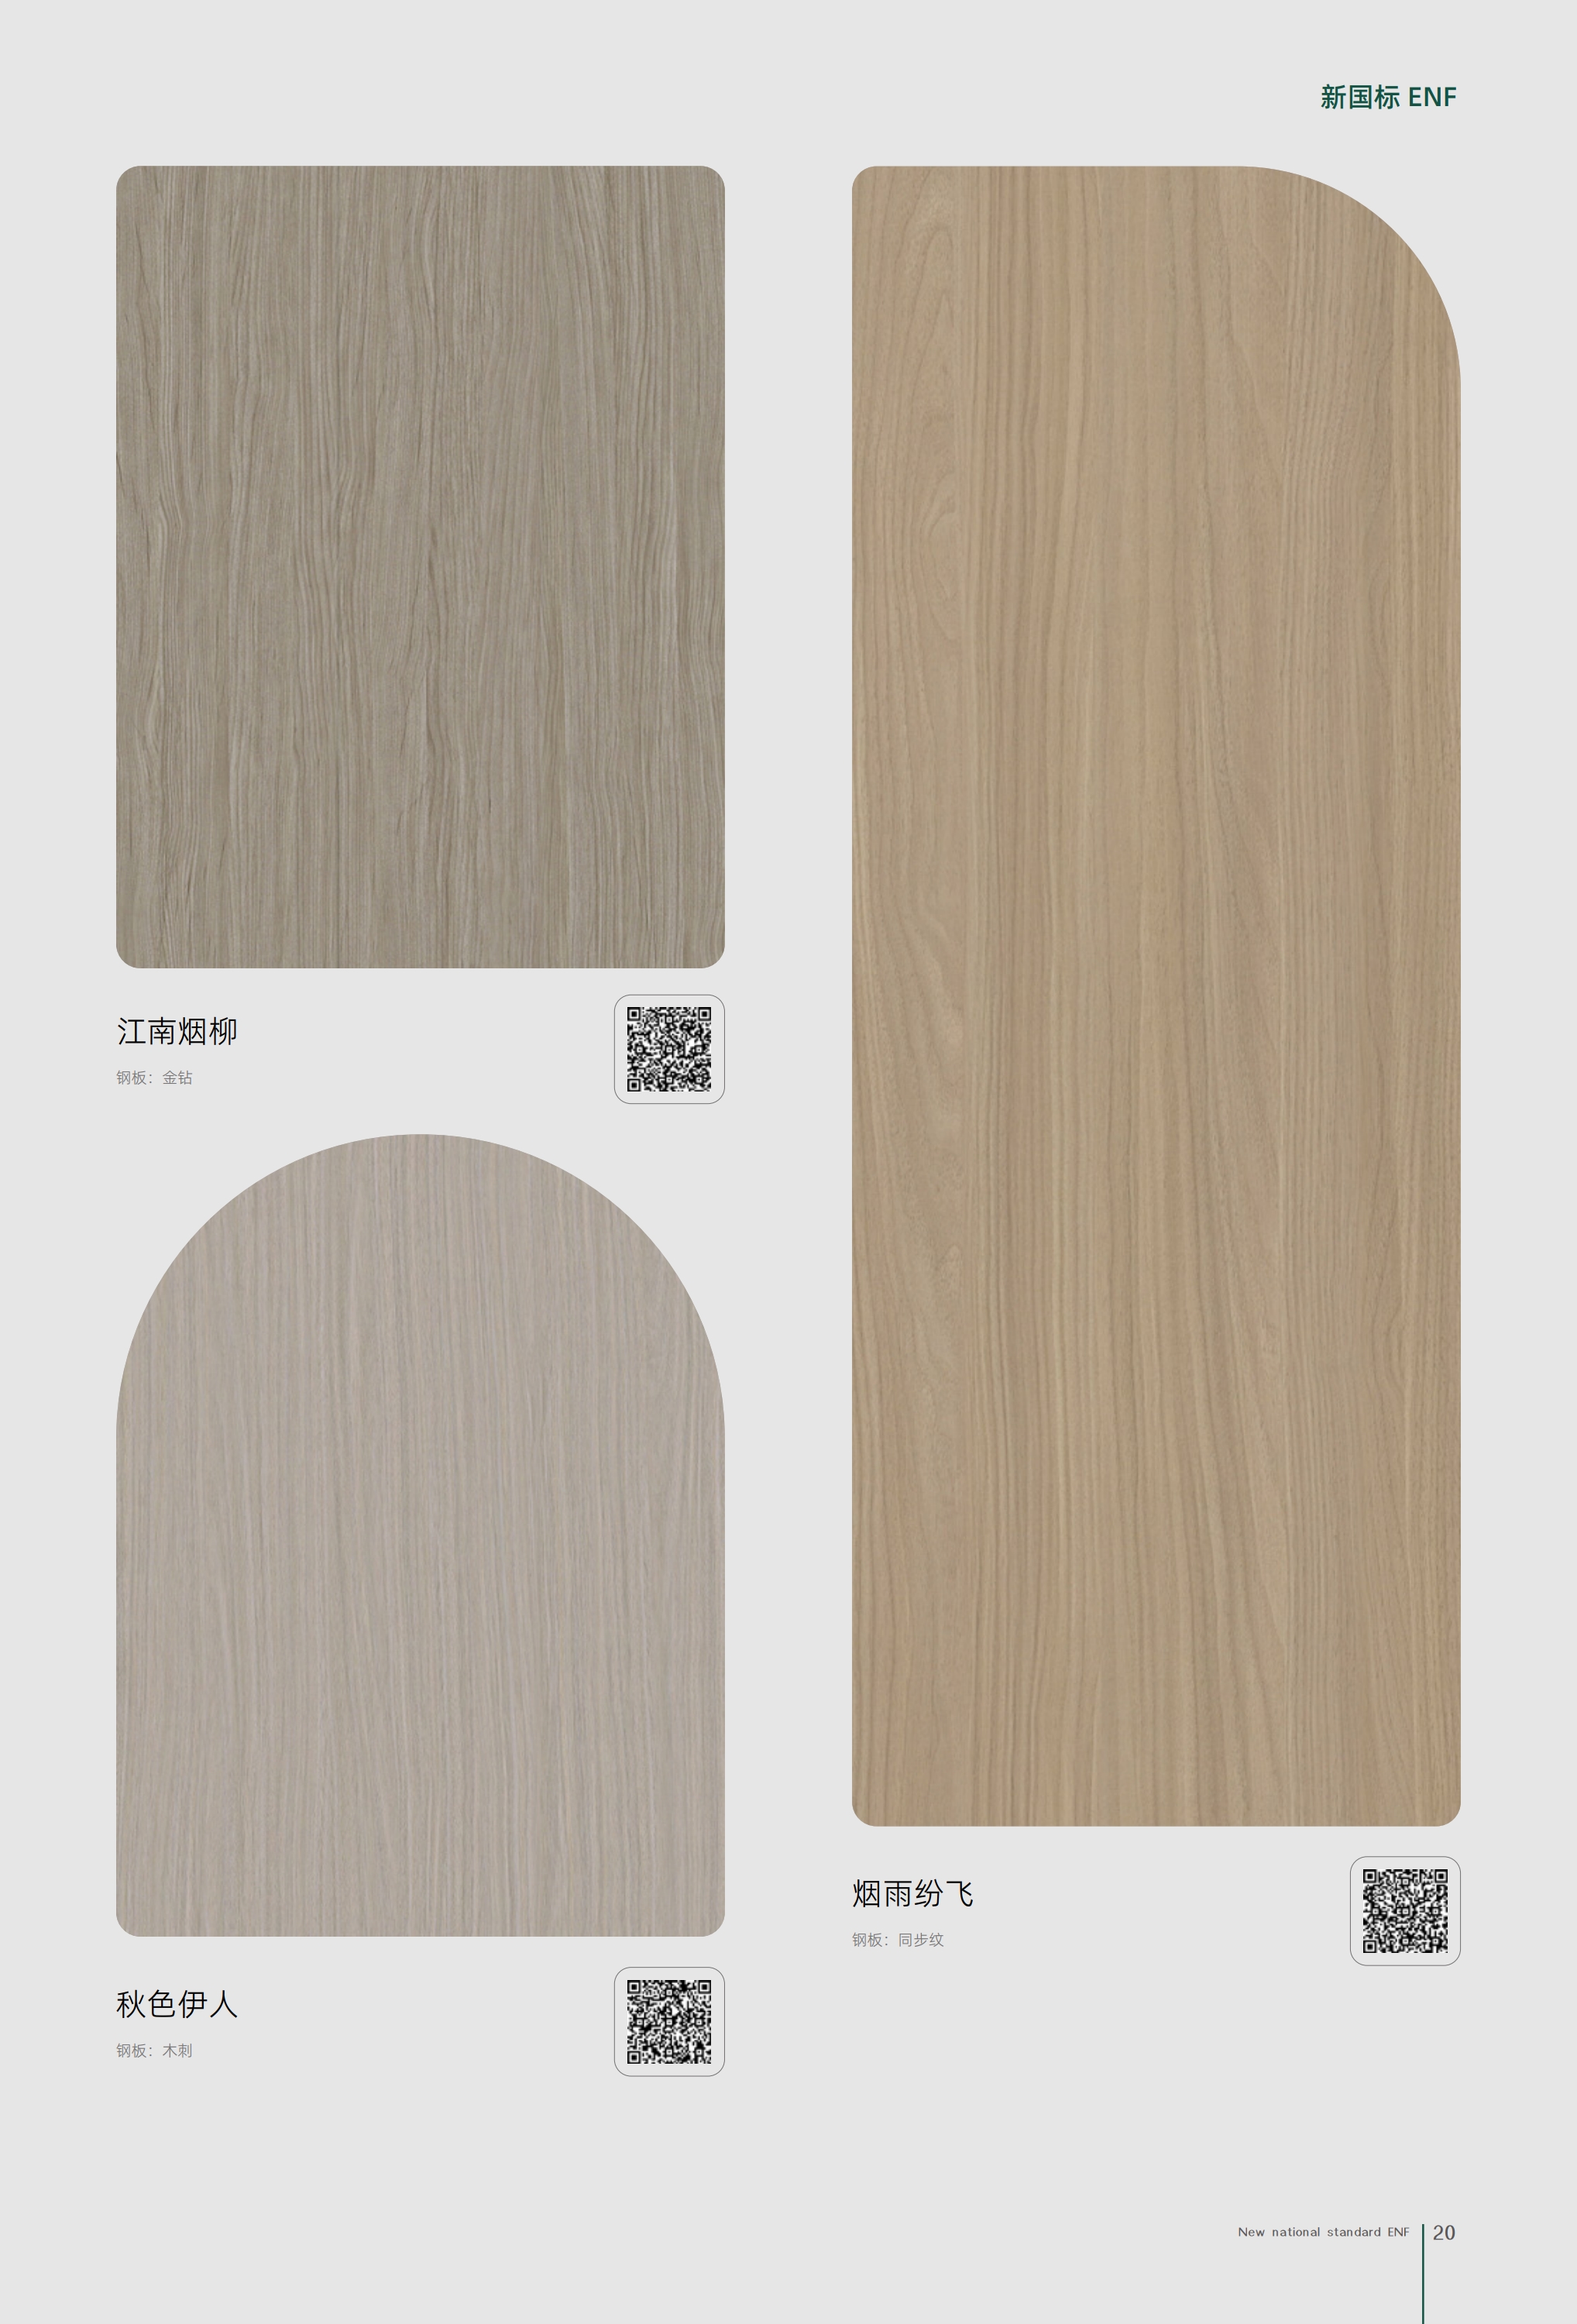 新国标 ENF
江南烟柳
钢板：金钻
秋色伊人
钢板：木刺
烟雨纷飞
钢板：同步纹
New national standard ENF
20